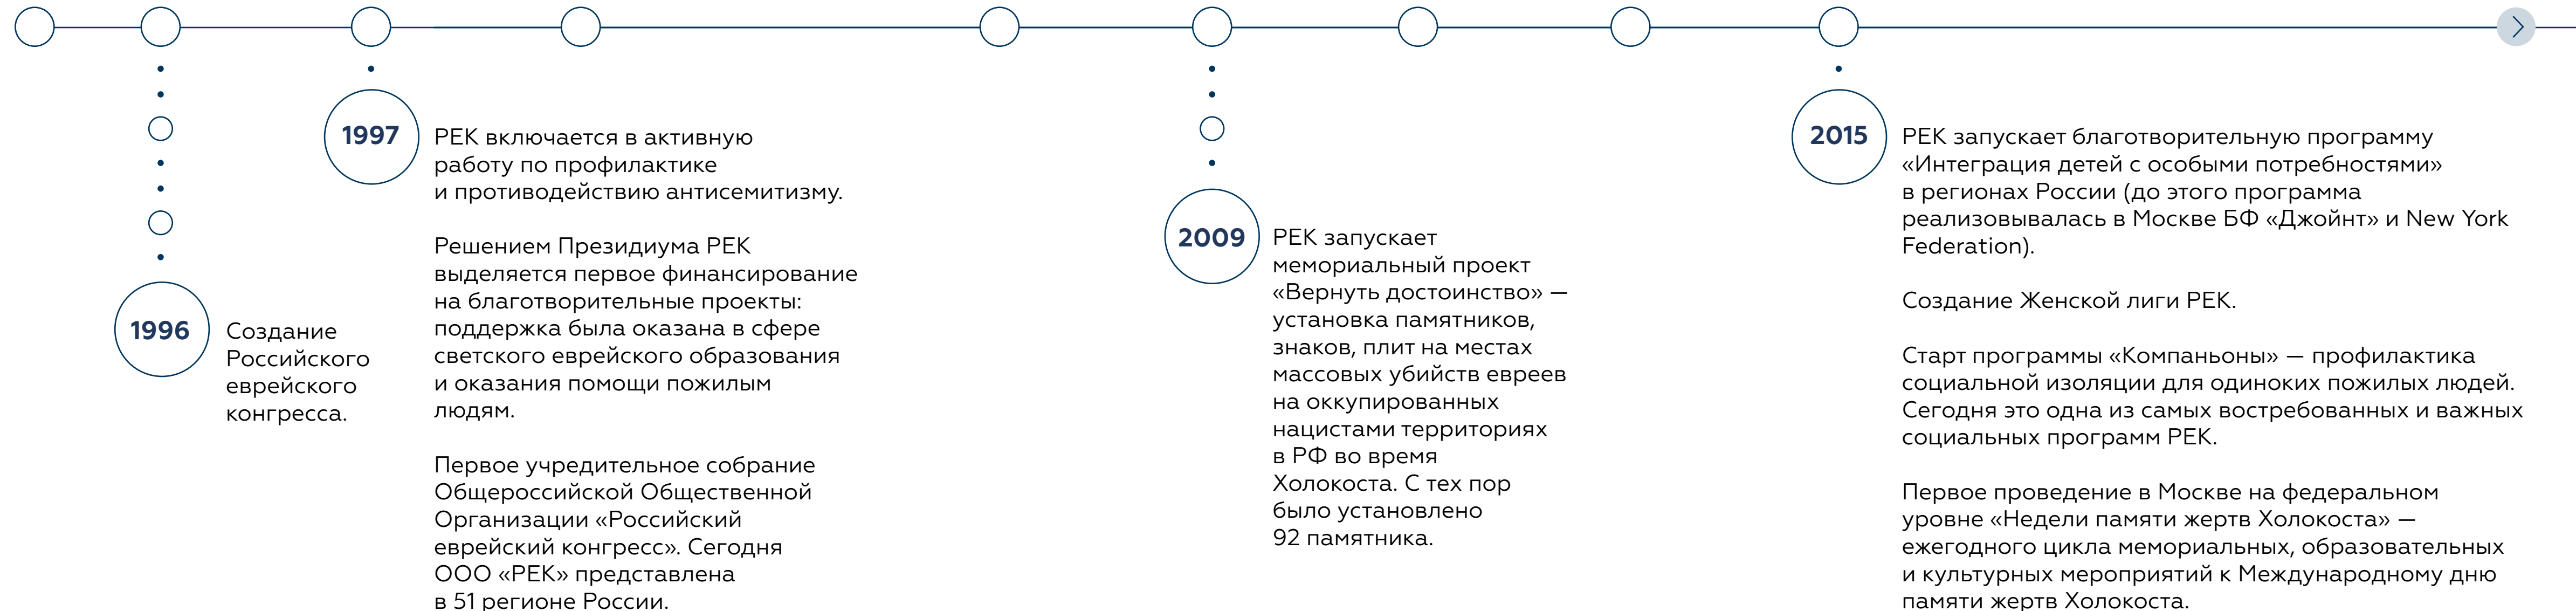 1996
Создание
Российского
еврейского
конгресса.
1997
РЕК включается в активную
работу по профилактике
и противодействию антисемитизму.
Решением Президиума РЕК
выделяется первое финансирование
на благотворительные проекты:
поддержка была оказана в сфере
светского еврейского образования
и оказания помощи пожилым
людям.
Первое учредительное собрание
Общероссийской Общественной
Организации «Российский
еврейский конгресс». Сегодня
ООО «РЕК» представлена
в 51 регионе России.
2009
РЕК запускает
мемориальный проект
«Вернуть достоинство» —
установка памятников,
знаков, плит на местах
массовых убийств евреев
на оккупированных
нацистами территориях
в РФ во время
Холокоста. С тех пор
было установлено
92 памятника.
2015
РЕК запускает благотворительную программу
«Интеграция детей с особыми потребностями»
в регионах России (до этого программа
реализовывалась в Москве БФ «Джойнт» и New York
Federation).
Создание Женской лиги РЕК.
Старт программы «Компаньоны» — профилактика
социальной изоляции для одиноких пожилых людей.
Сегодня это одна из самых востребованных и важных
социальных программ РЕК.
Первое проведение в Москве на федеральном
уровне «Недели памяти жертв Холокоста» —
ежегодного цикла мемориальных, образовательных
и культурных мероприятий к Международному дню
памяти жертв Холокоста.